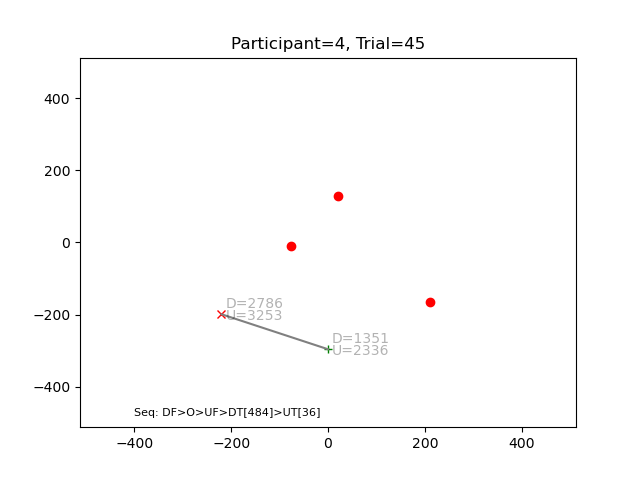 Participant=4, Trial=45
400
200
0
−200
−400
D=2786
U=3253
D=1351
U=2336
Seq: DF>O>UF>DT[484]>UT[36]
−400
−200
0
200
400